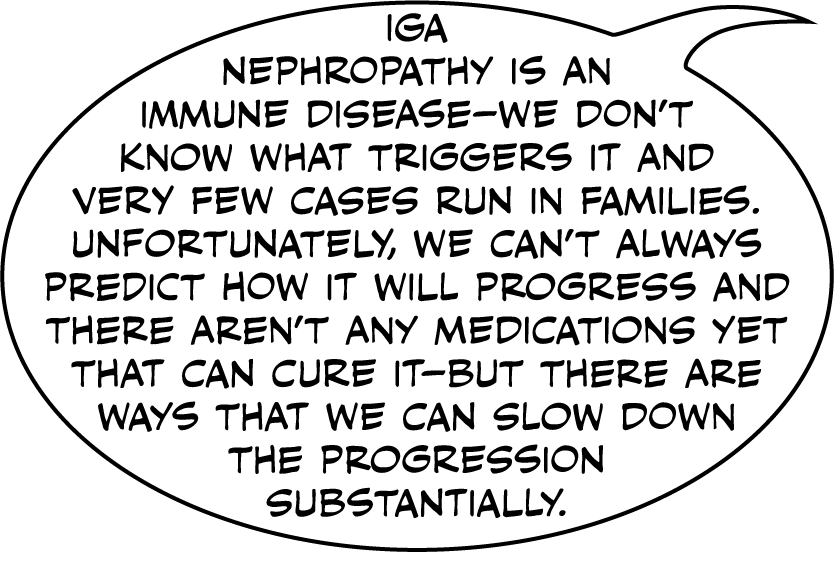 IGA
NEPHROPATHY IS AN
IMMUNE DISEASE–WE DON'T
KNOW WHAT TRIGGERS IT AND
VERY FEW CASES RUN IN FAMILIES.
UNFORTUNATELY, WE CAN'T ALWAYS
PREDICT HOW IT WILL PROGRESS AND
THERE AREN'T ANY MEDICATIONS YET
THAT CAN CURE IT–BUT THERE ARE
WAYS THAT WE CAN SLOW DOWN
THE PROGRESSION
SUBSTANTIALLY.